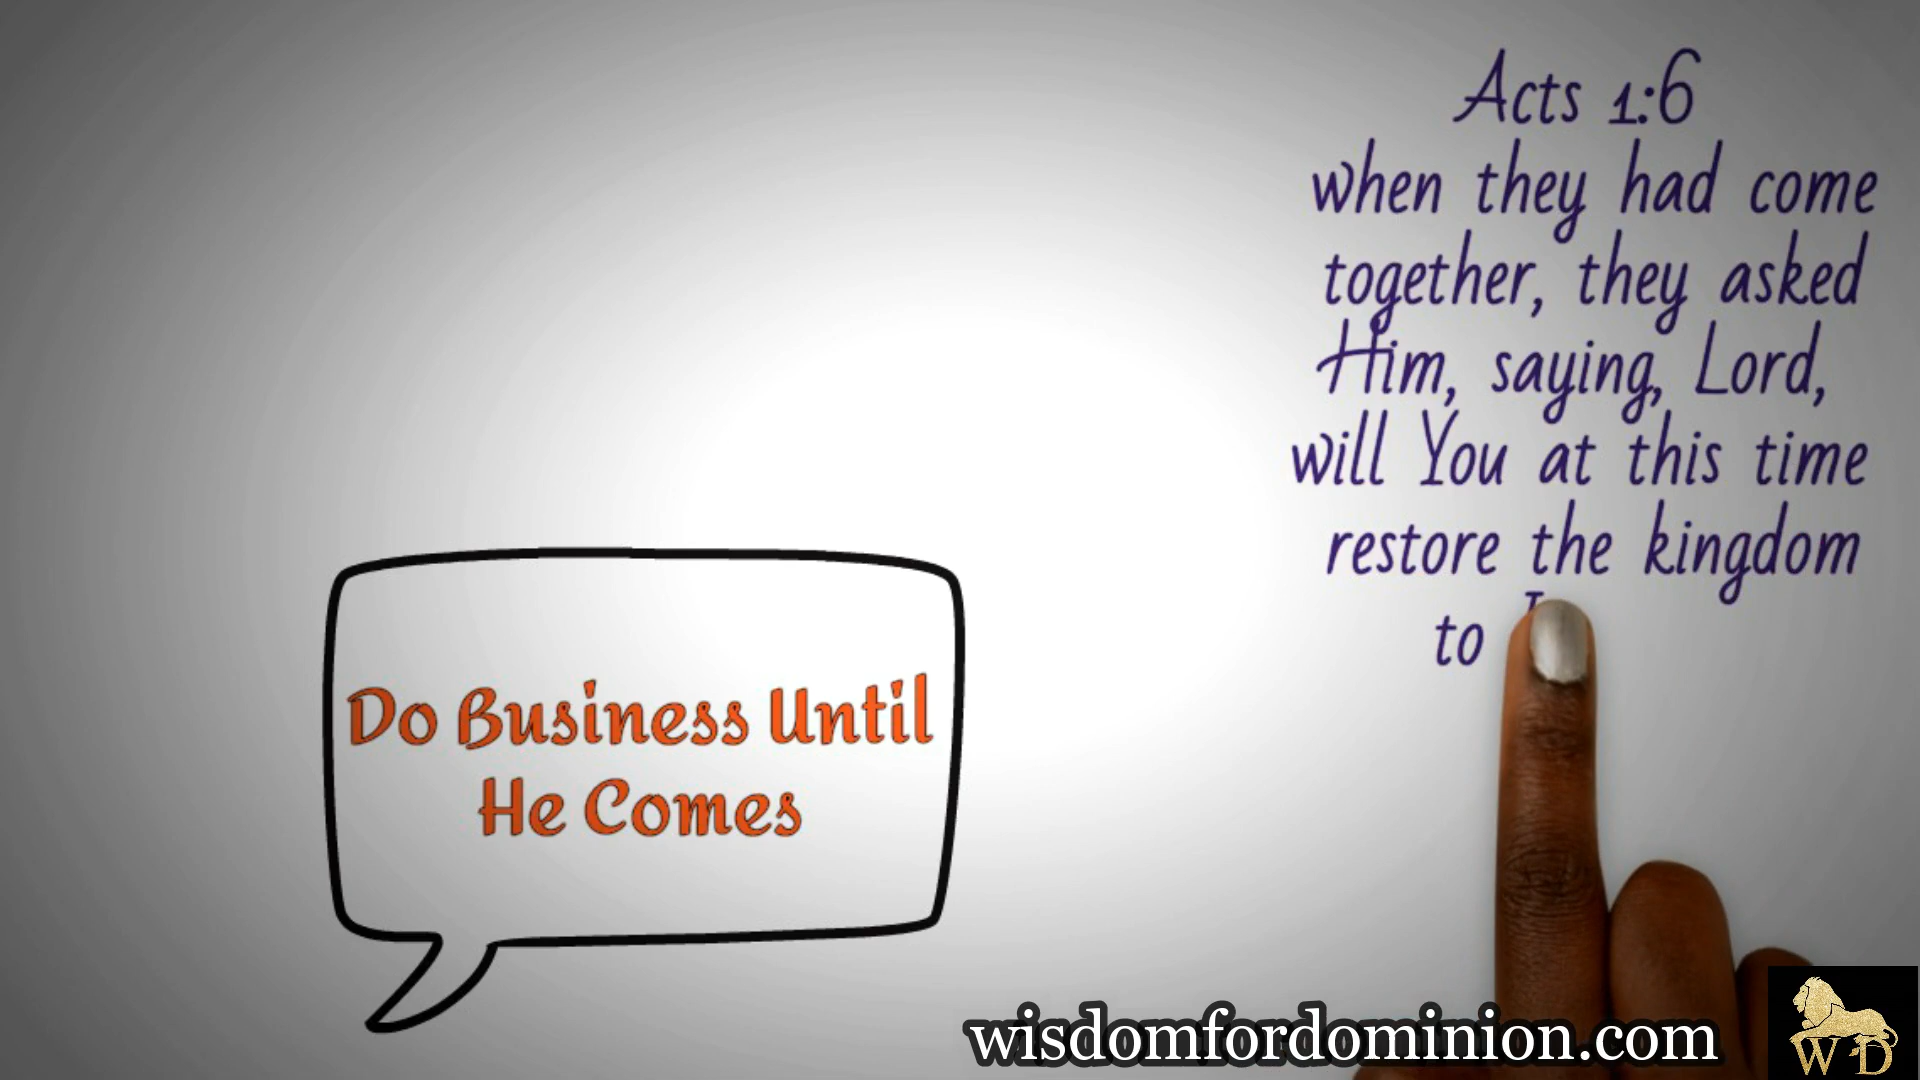 Acts 1:6
when they had come
together, they asked
Him, saying, Lord,
will You at this time
restore the kingdom
to
Do Business Until
He Comes
wisdomfordominion.com
WD